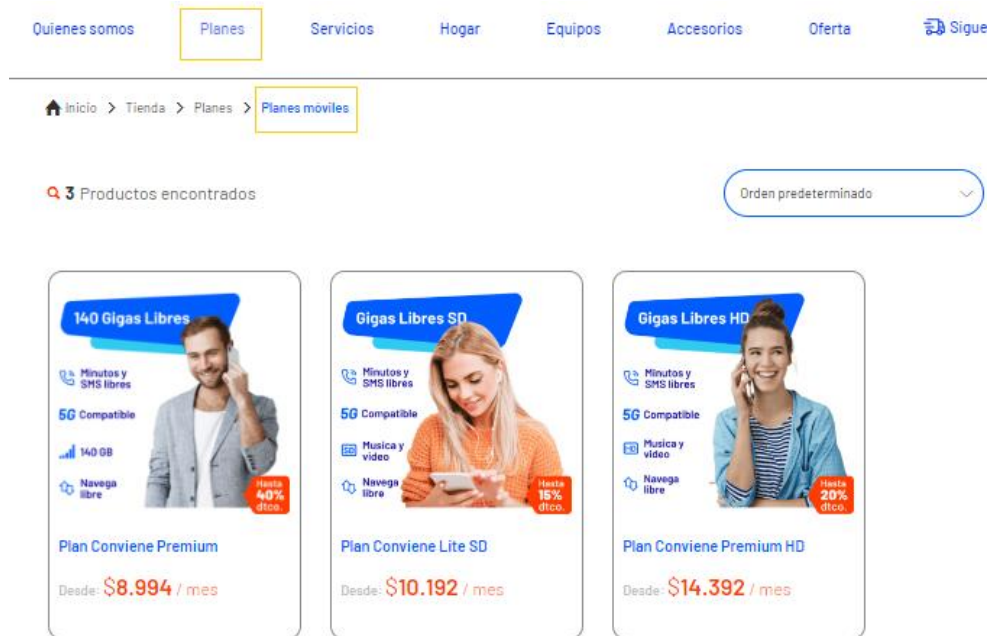 Quienes somos Planes Servicios Hogar Equipos Accesorios Oferta Sigue
Inicio > Tienda > Planes > Planes móviles
3 Productos encontrados
Orden predeterminado
140 Gigas Libres
Minutos y
SMS libres
5G Compatible
140 GB
Navega
libre
Hasta
40%
dtco.
Plan Conviene Premium
Desde: $8.994 / mes
Gigas Libres SD
Minutos y
SMS libres
5G Compatible
SD
Musica y
video
Navega
libre
Hasta
15%
dtco.
Plan Conviene Lite SD
Desde: $10.192 / mes
Gigas Libres HD
Minutos y
SMS libres
5G Compatible
HD
Musica y
video
Navega
libre
Hasta
20%
dtco.
Plan Conviene Premium HD
Desde: $14.392 / mes